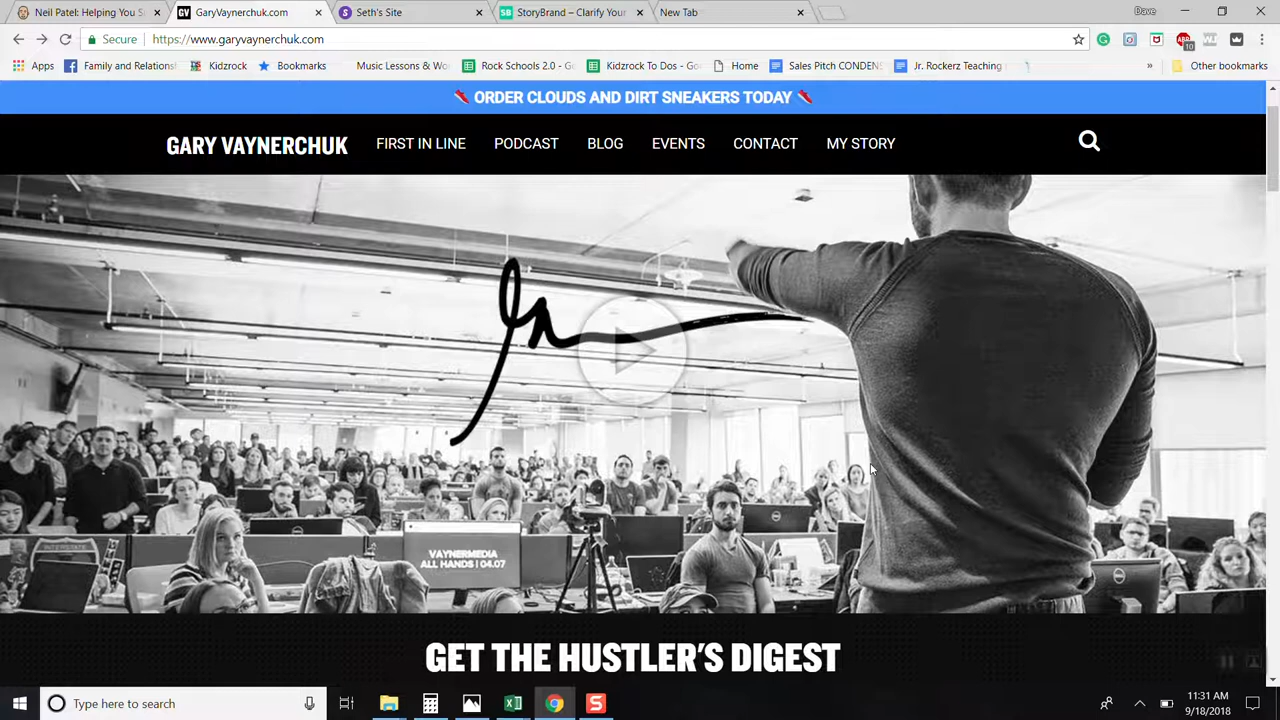 Neil Patel: Helping You S
GaryVaynerchuk.com
Seth's Site
StoryBrand – Clarify Your
New Tab
Dave
Secure
https://www.garyvaynerchuk.com
Apps
Family and Relations
Kidzrock
Bookmarks
Music Lessons & Wo
Rock Schools 2.0 - Go
Kidzrock To Dos - Go
Home
Sales Pitch CONDENS
Jr. Rockerz Teaching
»
Other bookmarks
ORDER CLOUDS AND DIRT SNEAKERS TODAY
GARY VAYNERCHUK
FIRST IN LINE
PODCAST
BLOG
EVENTS
CONTACT
MY STORY
VAYNERMEDIA
ALL HANDS | 04.07
INTERSTATE
GET THE HUSTLER'S DIGEST
Type here to search
11:31 AM
9/18/2018